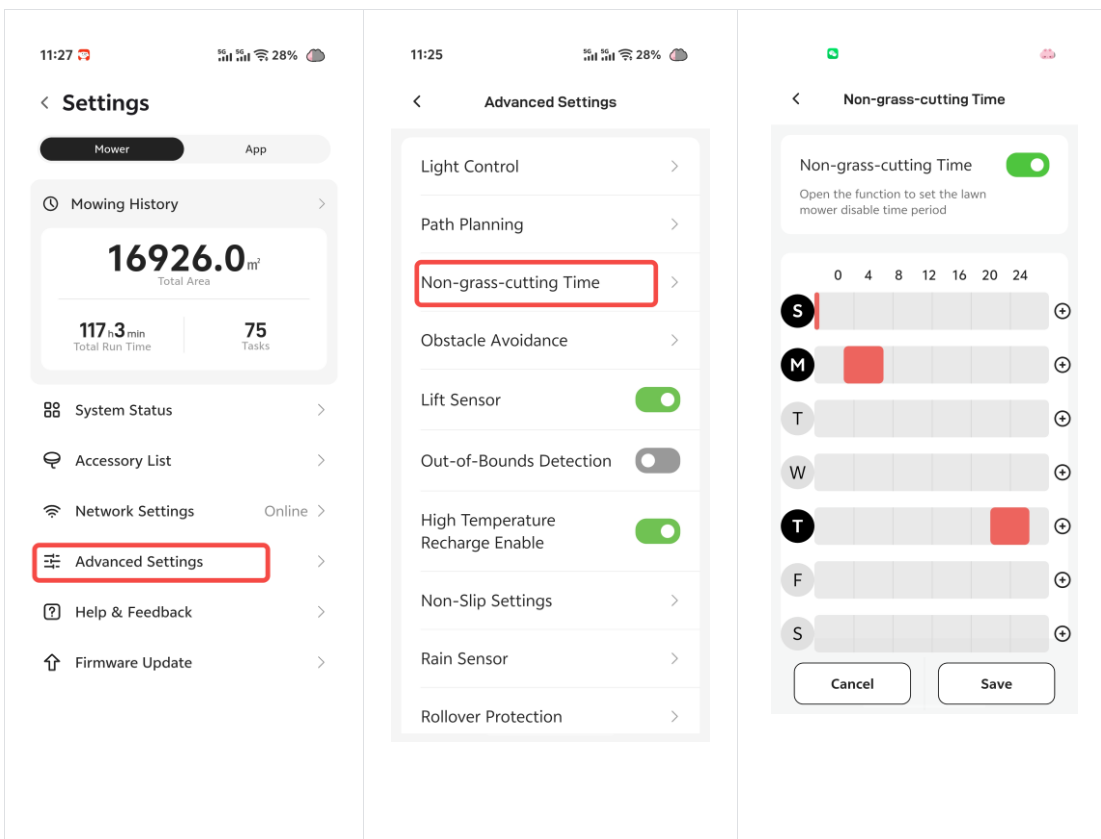 11:27
5G 5G 28%
Settings
Mower App
Mowing History
16926.0㎡
Total Area
117h3min
Total Run Time
75
Tasks
System Status
Accessory List
Network Settings Online
Advanced Settings
Help & Feedback
Firmware Update
11:25
5G 5G 28%
Advanced Settings
Light Control
Path Planning
Non-grass-cutting Time
Obstacle Avoidance
Lift Sensor
Out-of-Bounds Detection
High Temperature
Recharge Enable
Non-Slip Settings
Rain Sensor
Rollover Protection
Non-grass-cutting Time
Non-grass-cutting Time
Open the function to set the lawn
mower disable time period
0 4 8 12 16 20 24
S
M
T
W
T
F
S
Cancel Save